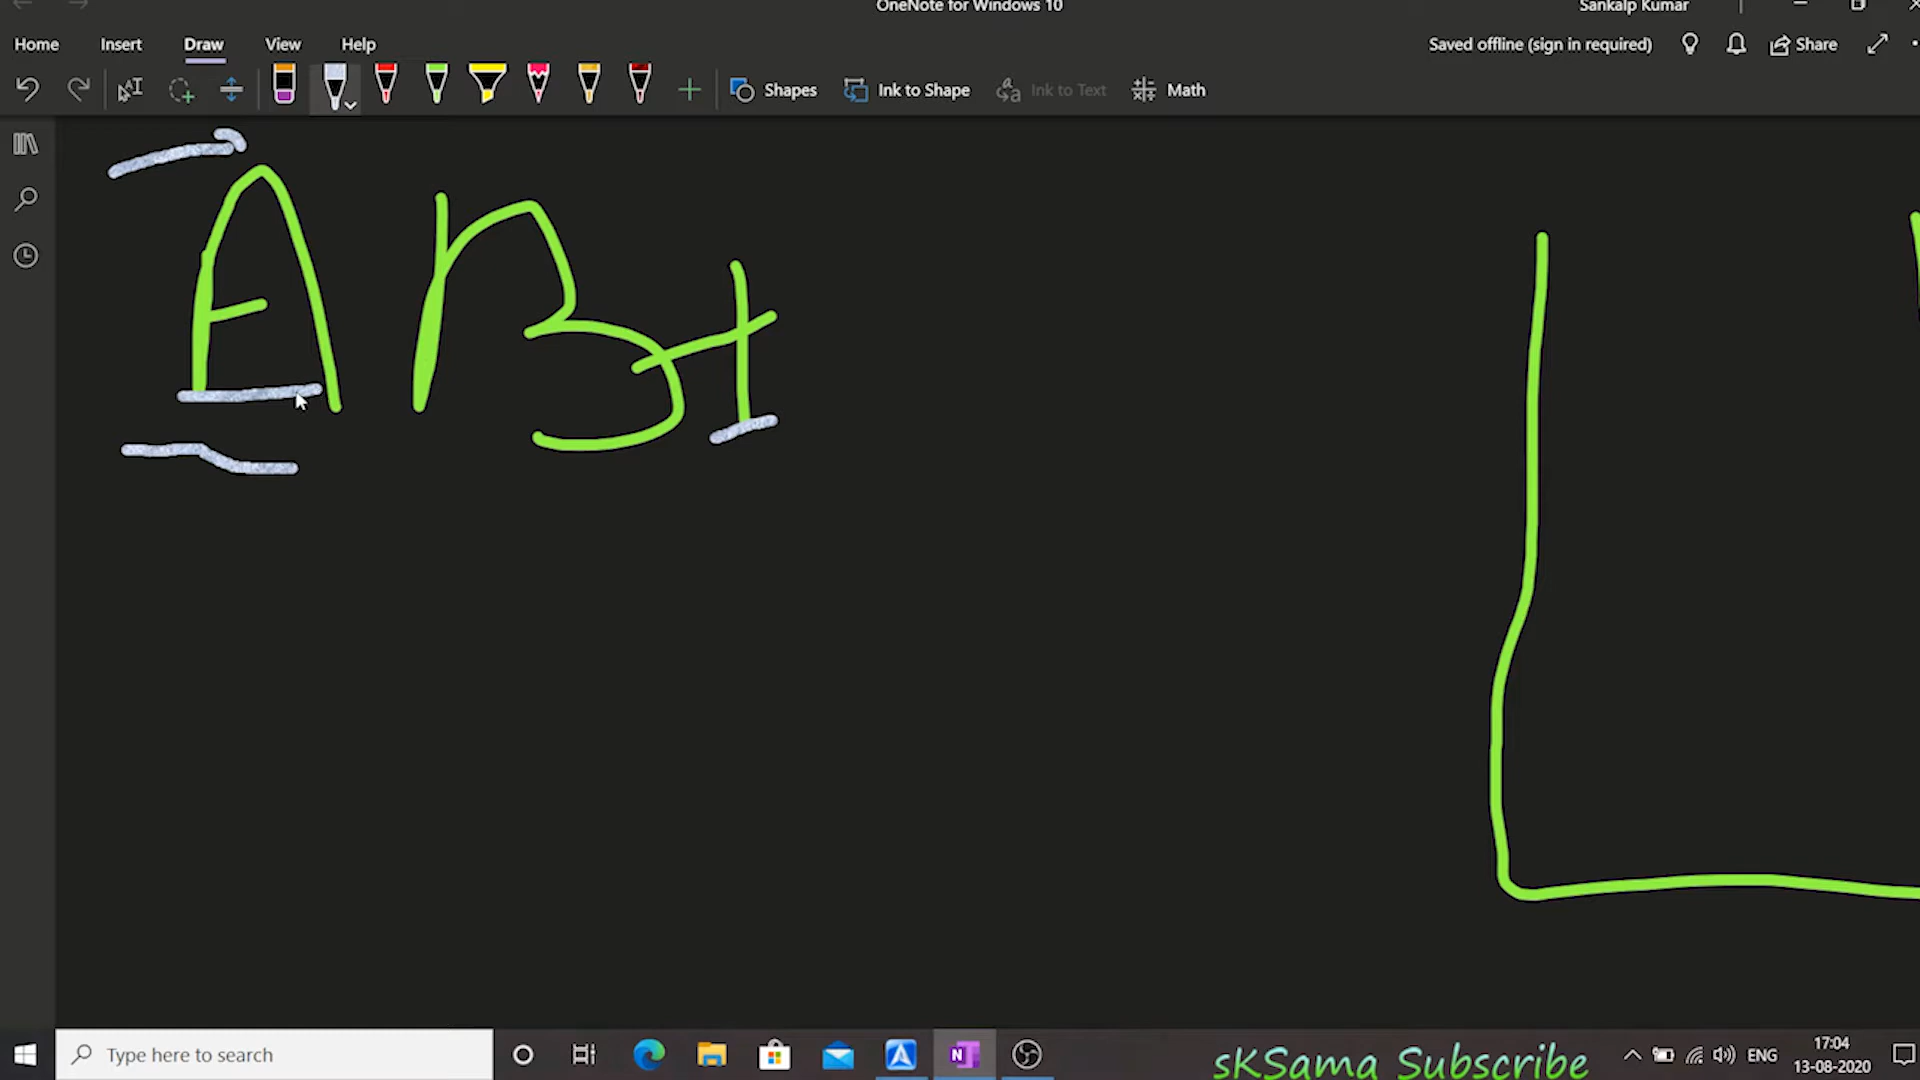 OneNote for Windows 10
Sankalp Kumar
Home Insert Draw View Help
Saved offline (sign in required) Share
Shapes Ink to Shape Ink to Text Math
AB+
Type here to search
sKSama Subscribe
ENG
17:04
13-08-2020